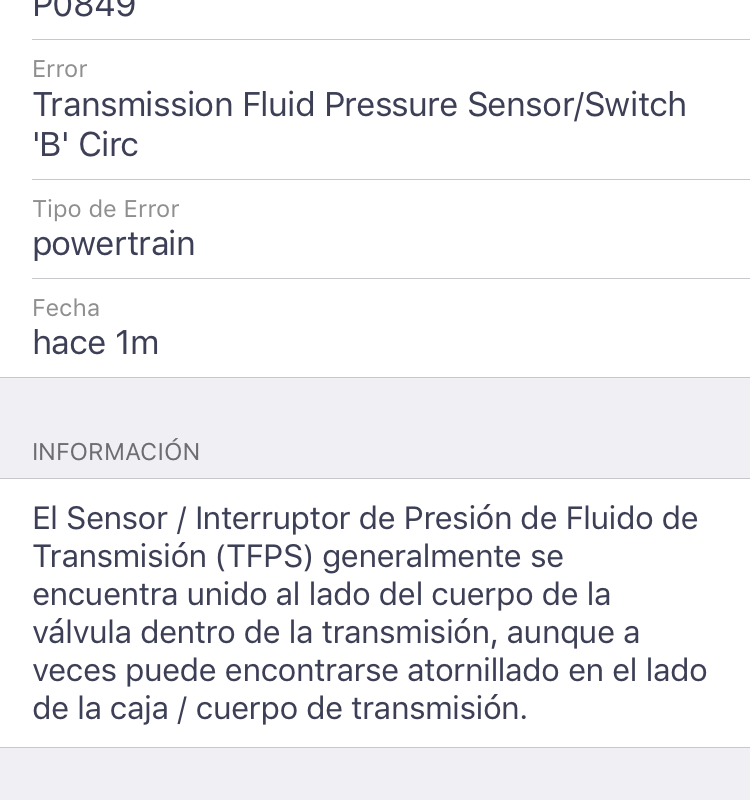 P0849
Error
Transmission Fluid Pressure Sensor/Switch
'B' Circ
Tipo de Error
powertrain
Fecha
hace 1m
INFORMACIÓN
El Sensor / Interruptor de Presión de Fluido de
Transmisión (TFPS) generalmente se
encuentra unido al lado del cuerpo de la
válvula dentro de la transmisión, aunque a
veces puede encontrarse atornillado en el lado
de la caja / cuerpo de transmisión.